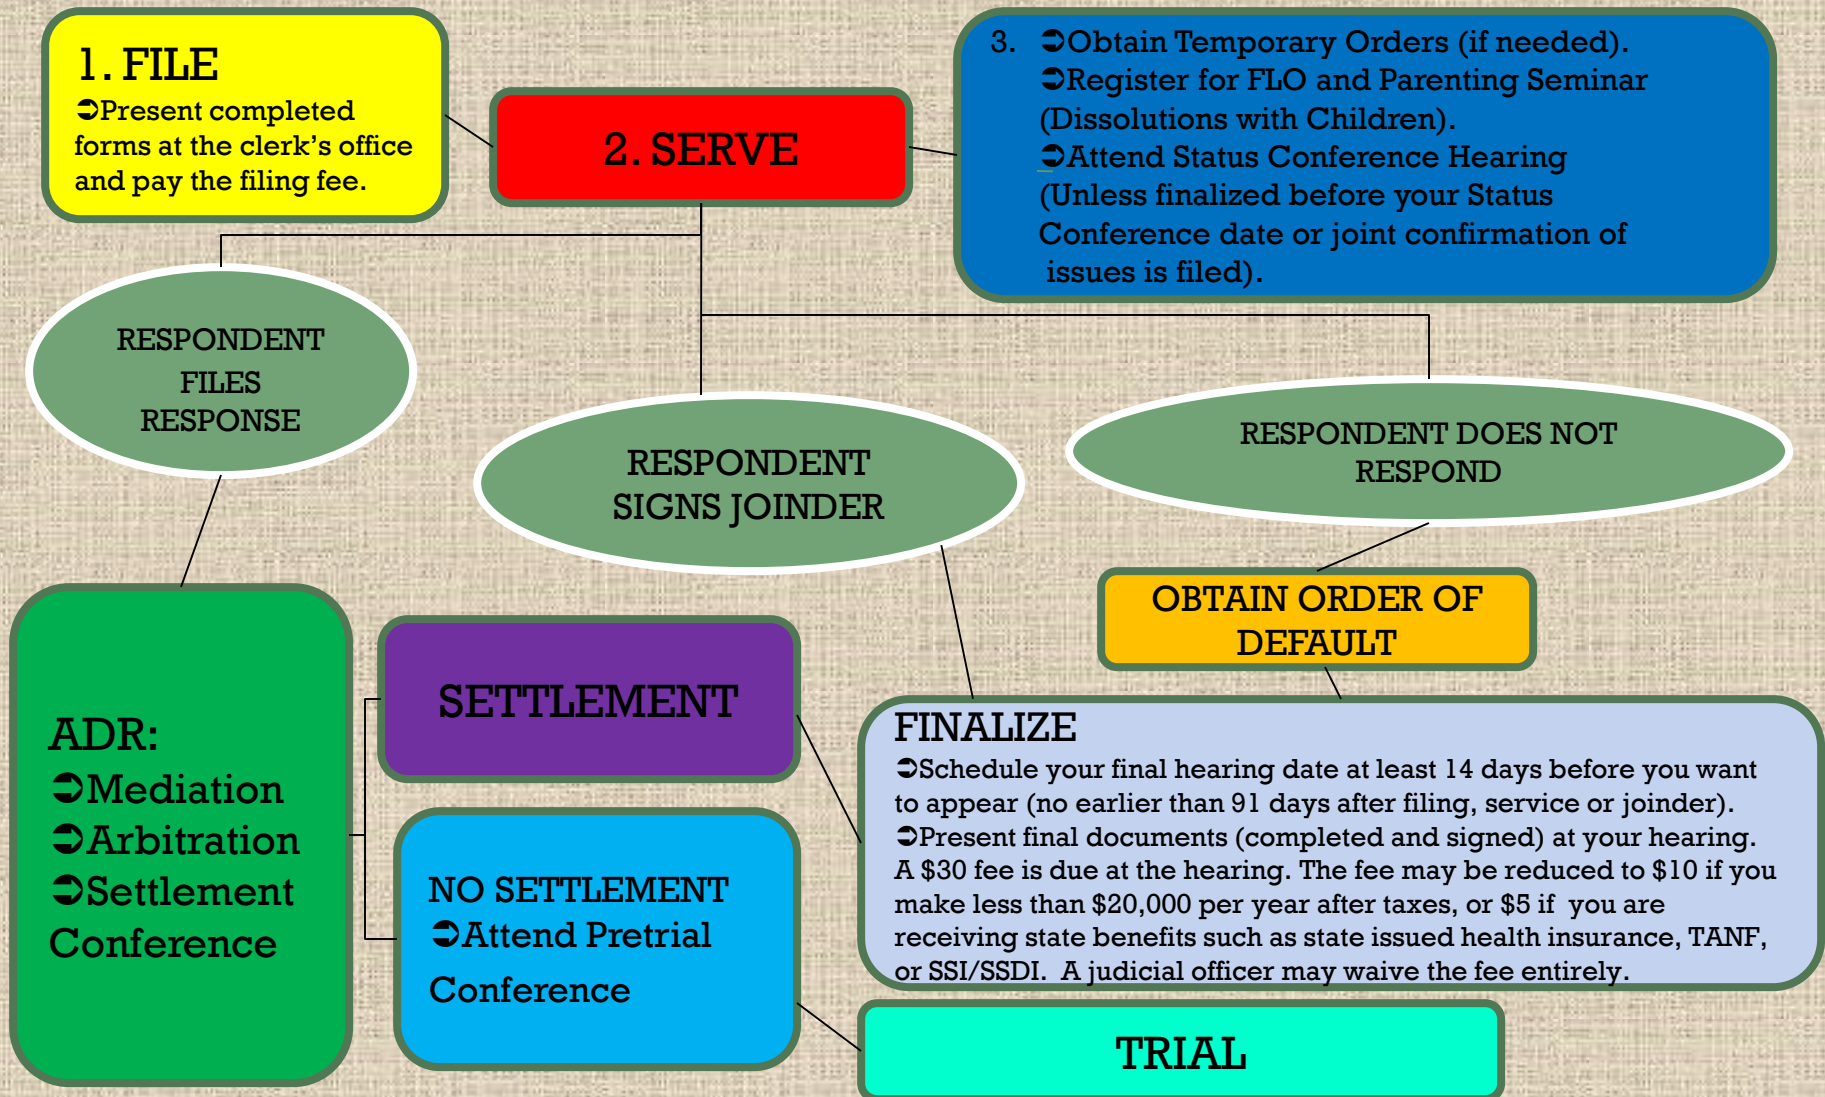 1. FILE
➲Present completed
forms at the clerk’s office
and pay the filing fee.
2. SERVE
3. ➲Obtain Temporary Orders (if needed).
➲Register for FLO and Parenting Seminar
(Dissolutions with Children).
➲Attend Status Conference Hearing
(Unless finalized before your Status
Conference date or joint confirmation of
issues is filed).
RESPONDENT
FILES
RESPONSE
RESPONDENT
SIGNS JOINDER
RESPONDENT DOES NOT
RESPOND
OBTAIN ORDER OF
DEFAULT
ADR:
➲Mediation
➲Arbitration
➲Settlement
Conference
SETTLEMENT
NO SETTLEMENT
➲Attend Pretrial
Conference
FINALIZE
➲Schedule your final hearing date at least 14 days before you want
to appear (no earlier than 91 days after filing, service or joinder).
➲Present final documents (completed and signed) at your hearing.
A $30 fee is due at the hearing. The fee may be reduced to $10 if you
make less than $20,000 per year after taxes, or $5 if you are
receiving state benefits such as state issued health insurance, TANF,
or SSI/SSDI. A judicial officer may waive the fee entirely.
TRIAL